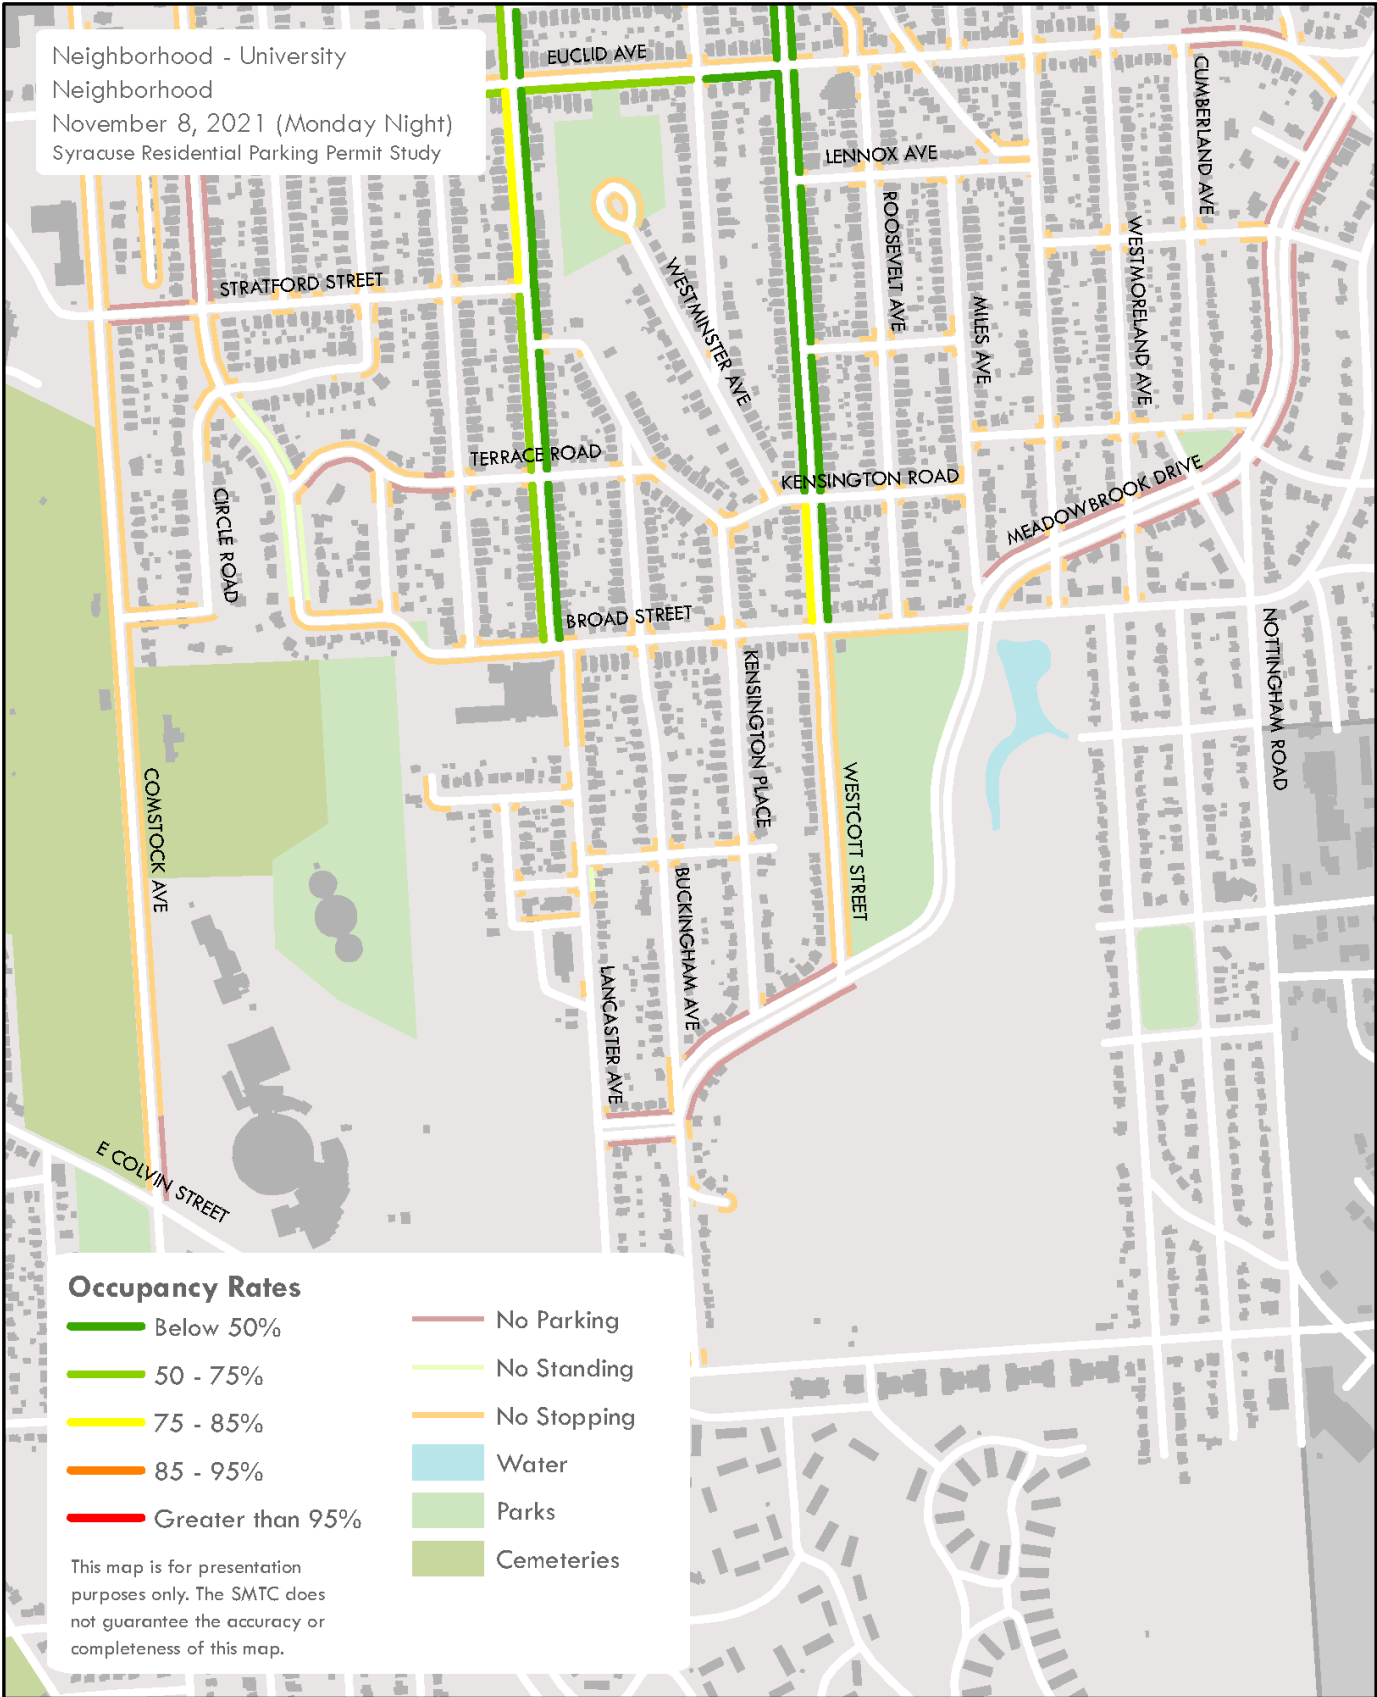 Neighborhood - University
Neighborhood
November 8, 2021 (Monday Night)
Syracuse Residential Parking Permit Study
EUCLID AVE
CUMBERLAND AVE
LENNOX AVE
ROOSEVELT AVE
WESTMORELAND AVE
STRATFORD STREET
WESTMINSTER AVE
MILES AVE
TERRACE ROAD
KENSINGTON ROAD
MEADOWBROOK DRIVE
CIRCLE ROAD
BROAD STREET
NOTTINGHAM ROAD
KENSINGTON PLACE
COMSTOCK AVE
WESTCOTT STREET
BUCKINGHAM AVE
LANCASTER AVE
E COLVIN STREET
Occupancy Rates
Below 50%
50 - 75%
75 - 85%
85 - 95%
Greater than 95%
No Parking
No Standing
No Stopping
Water
Parks
Cemeteries
This map is for presentation
purposes only. The SMTC does
not guarantee the accuracy or
completeness of this map.